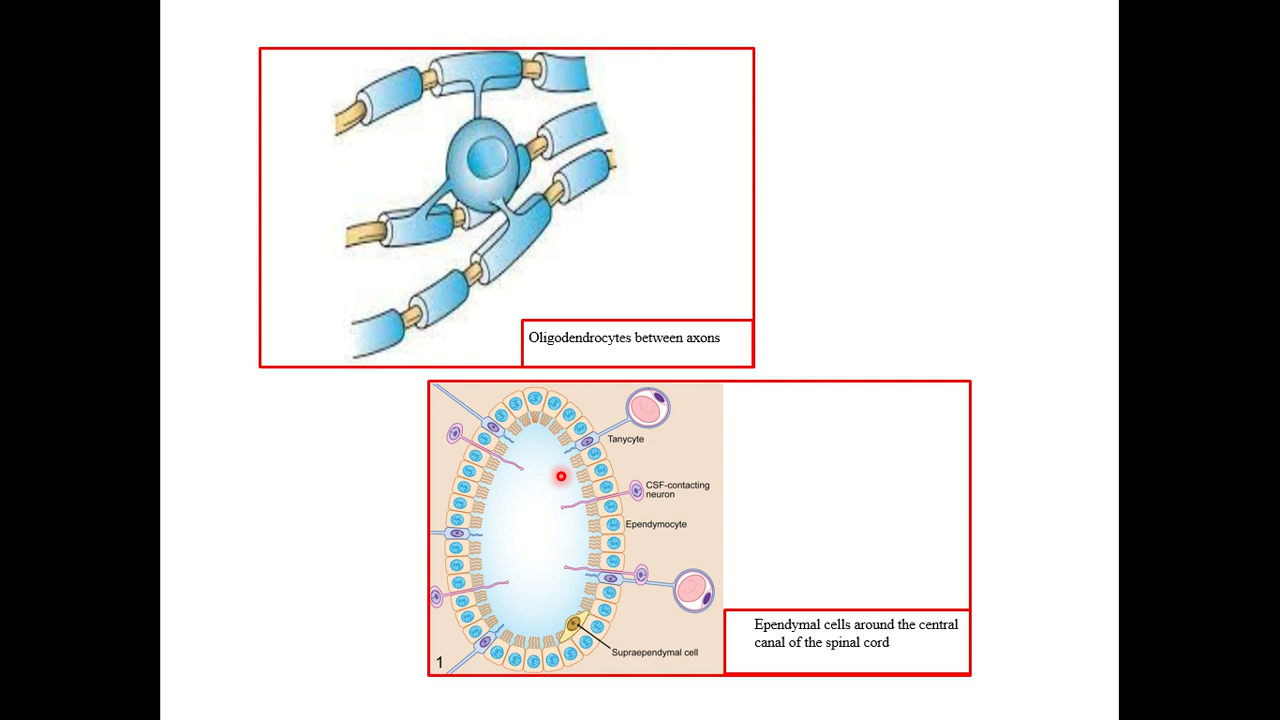 Oligodendrocytes between axons
Tanycyte
CSF-contacting
neuron
Ependymocyte
Supraependymal cell
1
Ependymal cells around the central
canal of the spinal cord